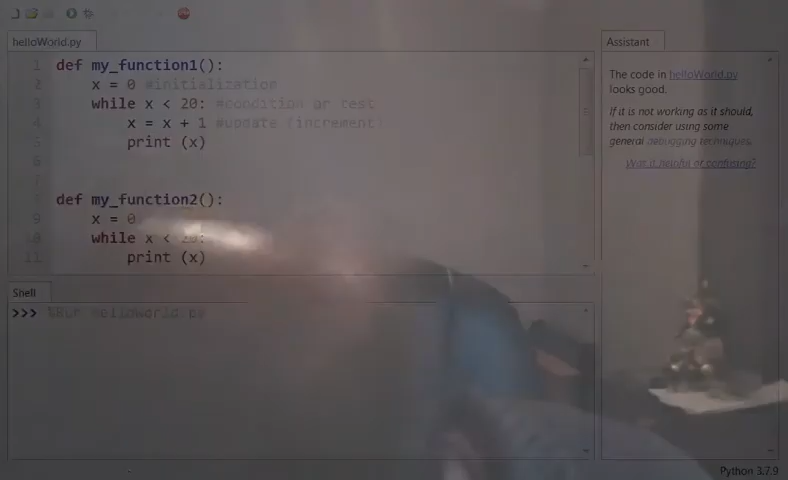 helloWorld.py
1 def my_function1():
2 x = 0 #initialization
3 while x < 20: #condition or test
4 x = x + 1 #update (increment)
5 print (x)
6
7
8 def my_function2():
9 x = 0
10 while x < 20:
11 print (x)
Shell
>>> %Run helloWorld.py
Assistant
The code in helloWorld.py
looks good.
If it is not working as it should,
then consider using some
general debugging techniques.
Was it helpful or confusing?
Python 3.7.9